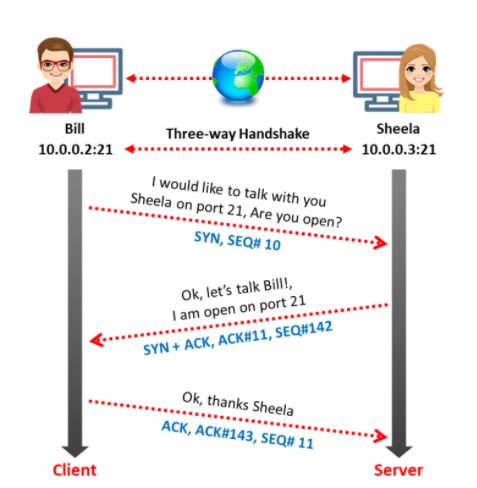 Bill
Sheela
Three-way Handshake
10.0.0.2:21
10.0.0.3:21
I would like to talk with you
Sheela on port 21, Are you open?
SYN, SEQ# 10
Ok, let's talk Bill!,
I am open on port 21
SYN + ACK, ACK#11, SEQ#142
Ok, thanks Sheela
ACK, ACK#143, SEQ# 11
Client
Server